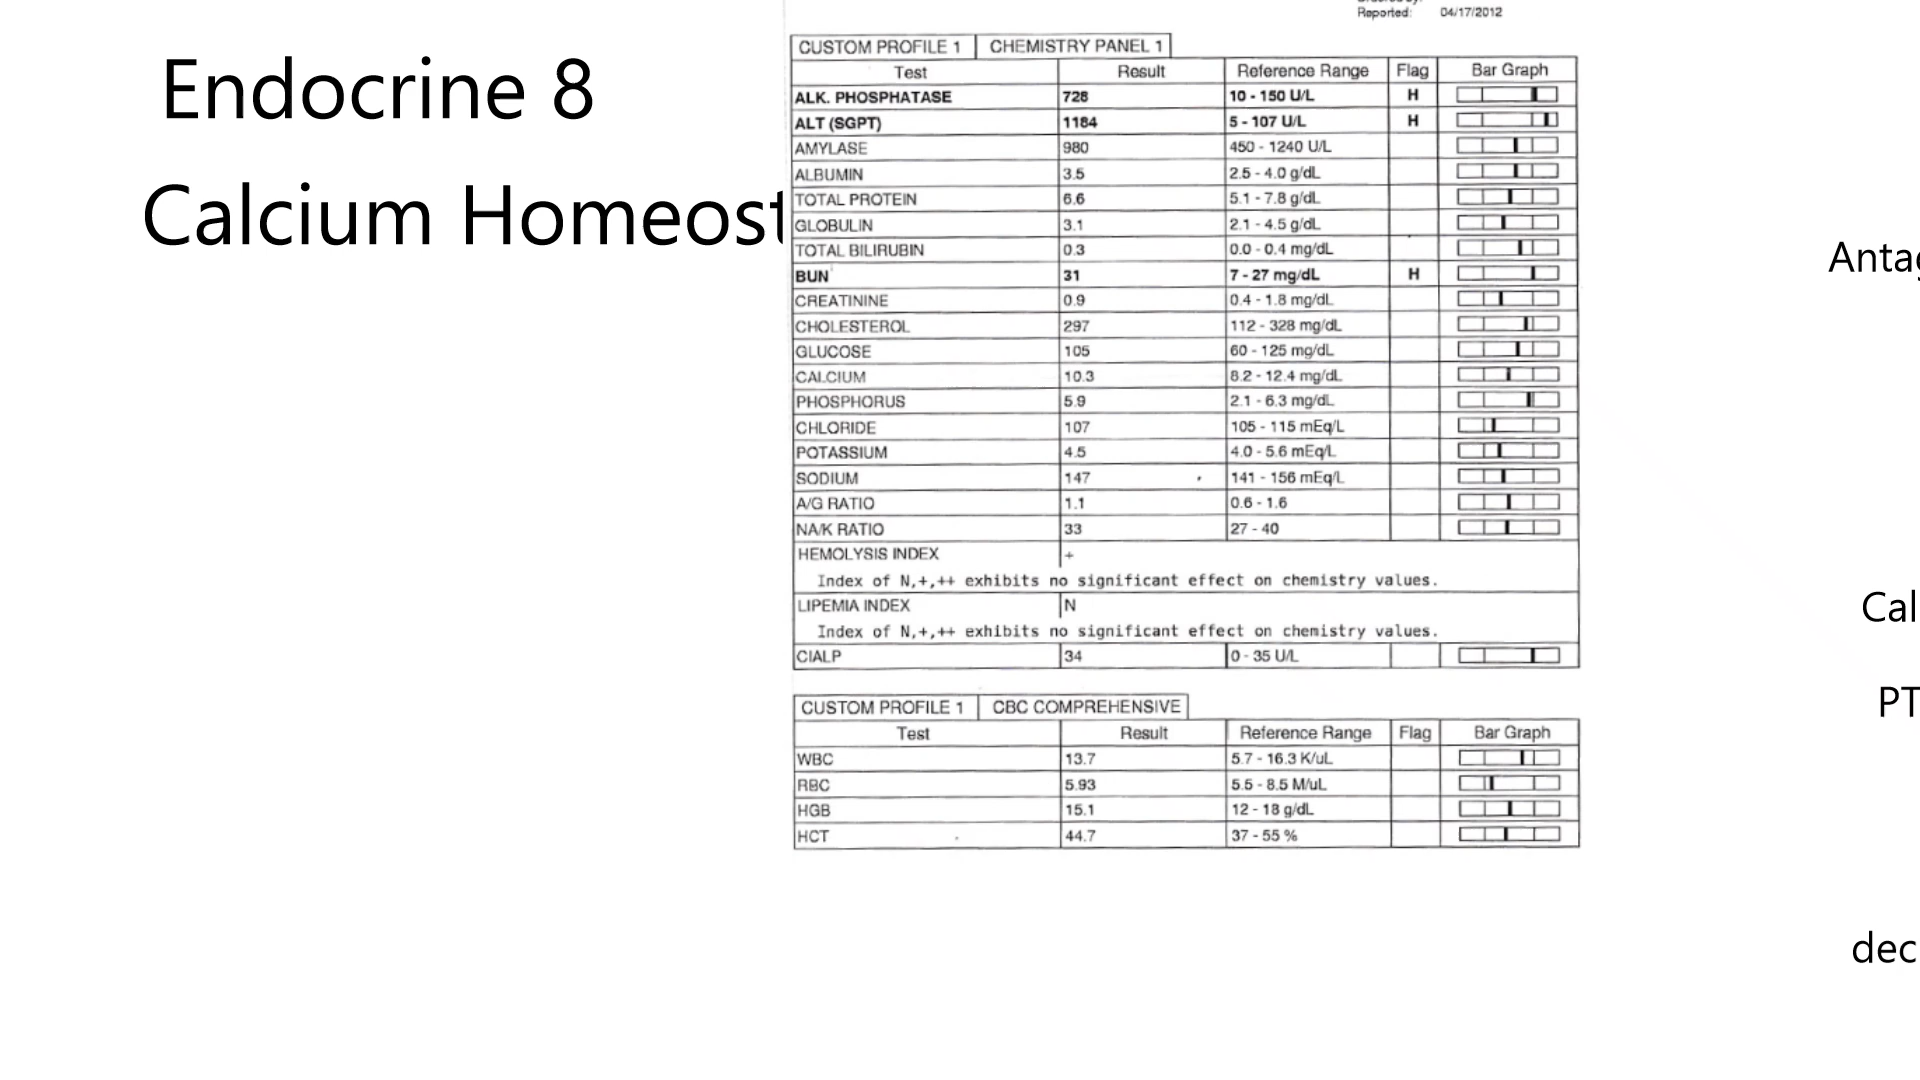 Endocrine 8
Calcium Homeost
Reported: 04/17/2012
CUSTOM PROFILE 1 CHEMISTRY PANEL 1
Test Result Reference Range Flag Bar Graph
ALK. PHOSPHATASE 728 10 - 150 U/L H
ALT (SGPT) 1184 5 - 107 U/L H
AMYLASE 980 450 - 1240 U/L
ALBUMIN 3.5 2.5 - 4.0 g/dL
TOTAL PROTEIN 6.6 5.1 - 7.8 g/dL
GLOBULIN 3.1 2.1 - 4.5 g/dL
TOTAL BILIRUBIN 0.3 0.0 - 0.4 mg/dL
BUN 31 7 - 27 mg/dL H
CREATININE 0.9 0.4 - 1.8 mg/dL
CHOLESTEROL 297 112 - 328 mg/dL
GLUCOSE 105 60 - 125 mg/dL
CALCIUM 10.3 8.2 - 12.4 mg/dL
PHOSPHORUS 5.9 2.1 - 6.3 mg/dL
CHLORIDE 107 105 - 115 mEq/L
POTASSIUM 4.5 4.0 - 5.6 mEq/L
SODIUM 147 141 - 156 mEq/L
A/G RATIO 1.1 0.6 - 1.6
NA/K RATIO 33 27 - 40
HEMOLYSIS INDEX +
Index of N,+,++ exhibits no significant effect on chemistry values.
LIPEMIA INDEX N
Index of N,+,++ exhibits no significant effect on chemistry values.
CIALP 34 0 - 35 U/L
CUSTOM PROFILE 1 CBC COMPREHENSIVE
Test Result Reference Range Flag Bar Graph
WBC 13.7 5.7 - 16.3 K/uL
RBC 5.93 5.5 - 8.5 M/uL
HGB 15.1 12 - 18 g/dL
HCT 44.7 37 - 55 %
Antag
Cal
PT
dec